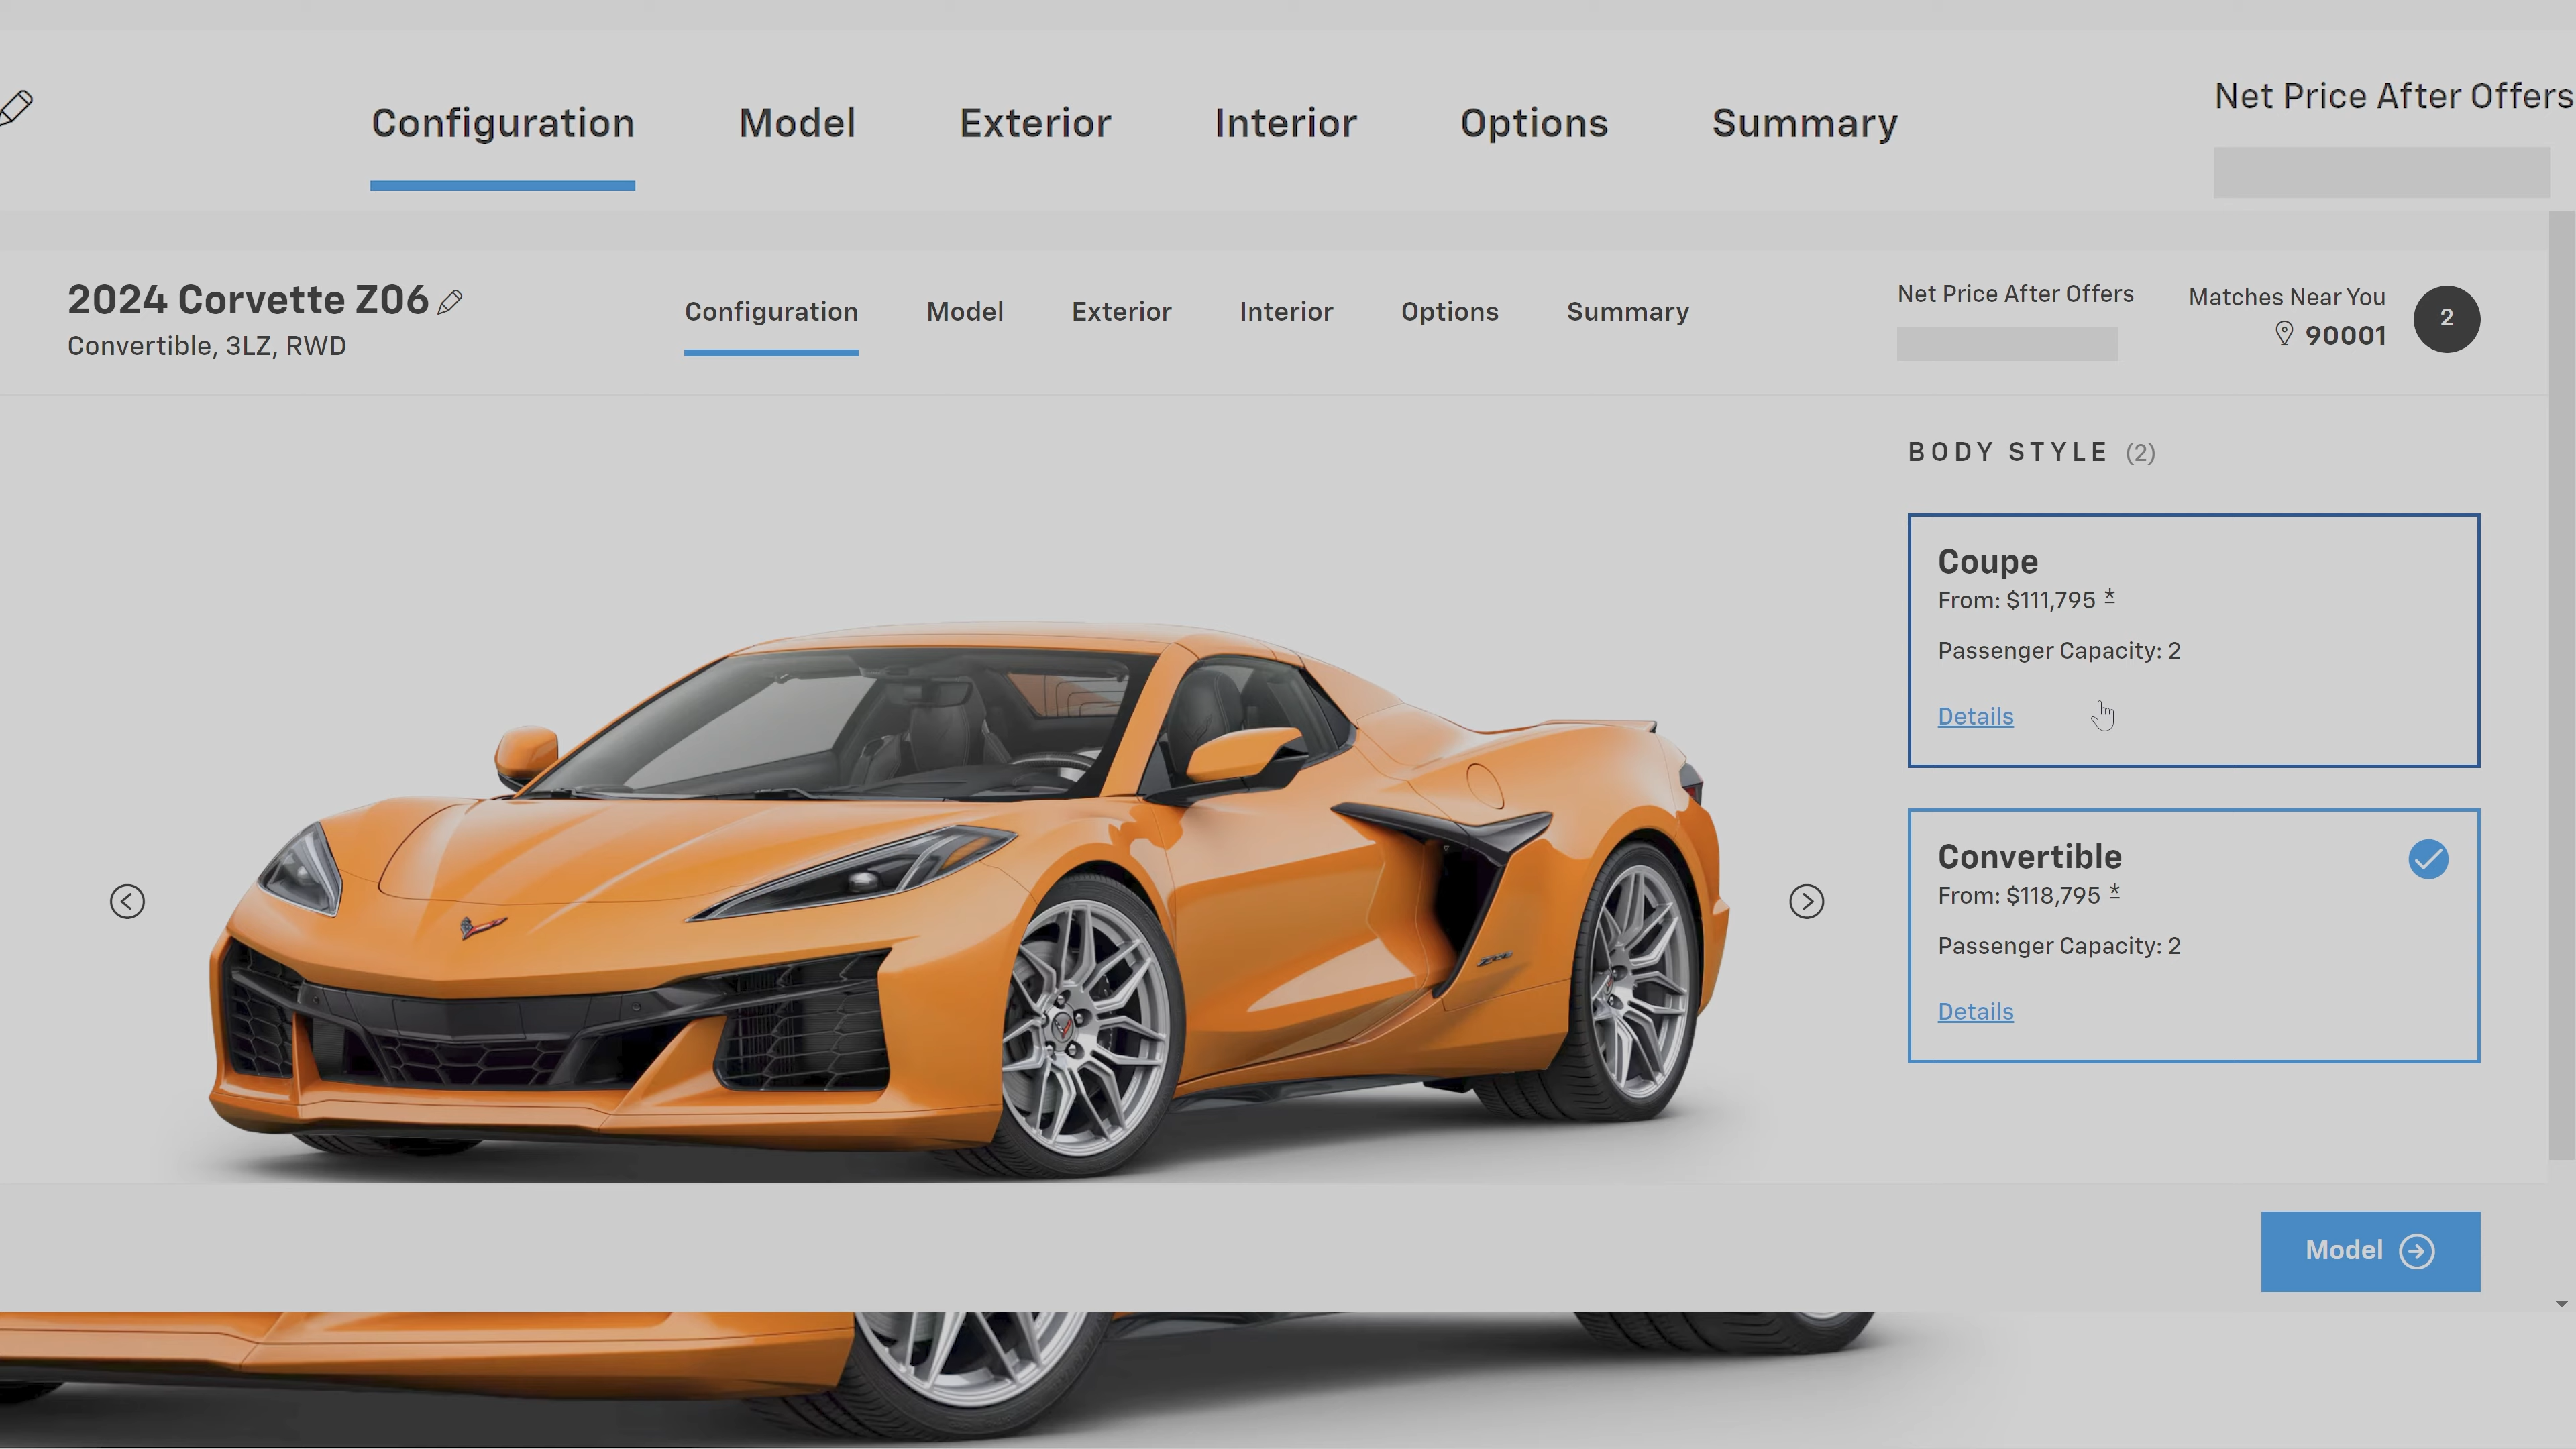 Configuration Model Exterior Interior Options Summary
Net Price After Offers
2024 Corvette Z06
Convertible, 3LZ, RWD
Configuration Model Exterior Interior Options Summary
Net Price After Offers
Matches Near You
90001
2
BODY STYLE (2)
Coupe
From: $111,795 *
Passenger Capacity: 2
Details
Convertible
From: $118,795 *
Passenger Capacity: 2
Details
Z06
Model